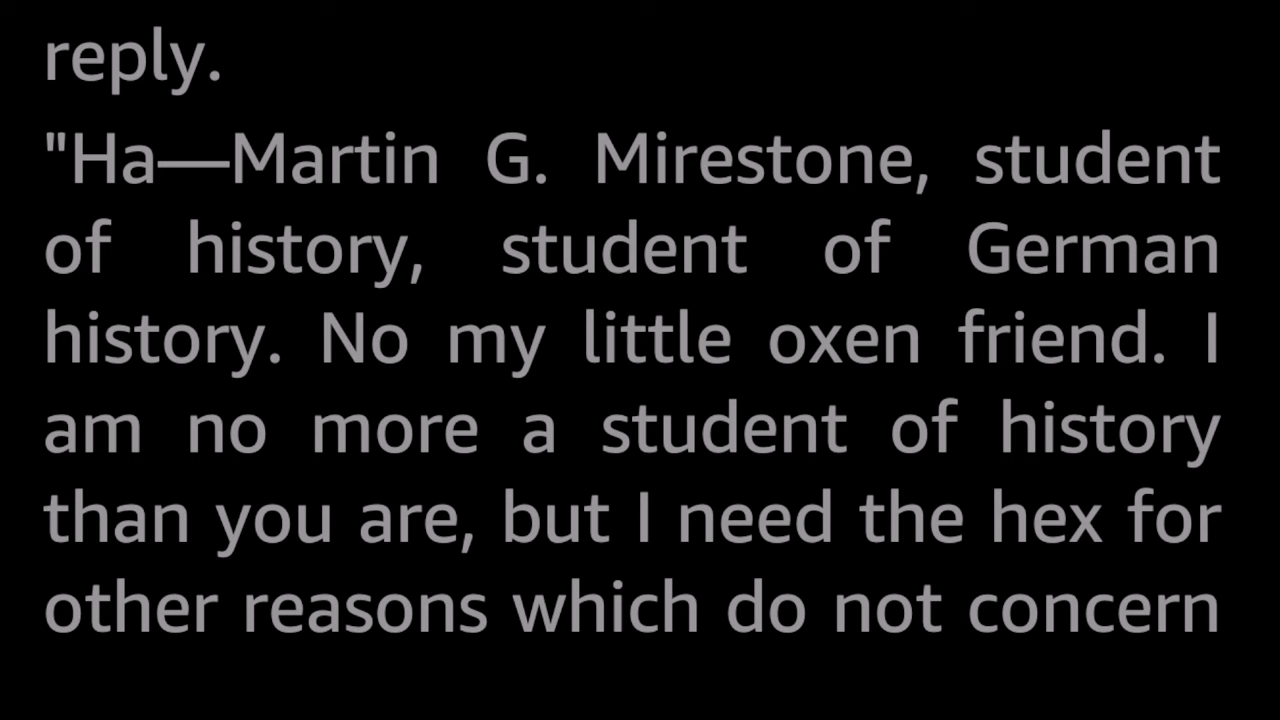 reply.
"Ha—Martin G. Mirestone, student
of history, student of German
history. No my little oxen friend. I
am no more a student of history
than you are, but I need the hex for
other reasons which do not concern